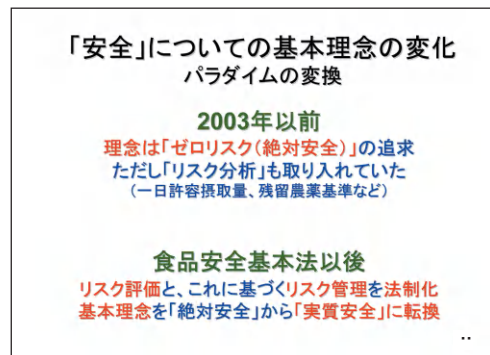 「安全」についての基本理念の変化
パラダイムの変換
2003年以前
理念は「ゼロリスク(絶対安全)」の追求
ただし「リスク分析」も取り入れていた
(一日許容摂取量、残留農薬基準など)
食品安全基本法以後
リスク評価と、これに基づくリスク管理を法制化
基本理念を「絶対安全」から「実質安全」に転換
..